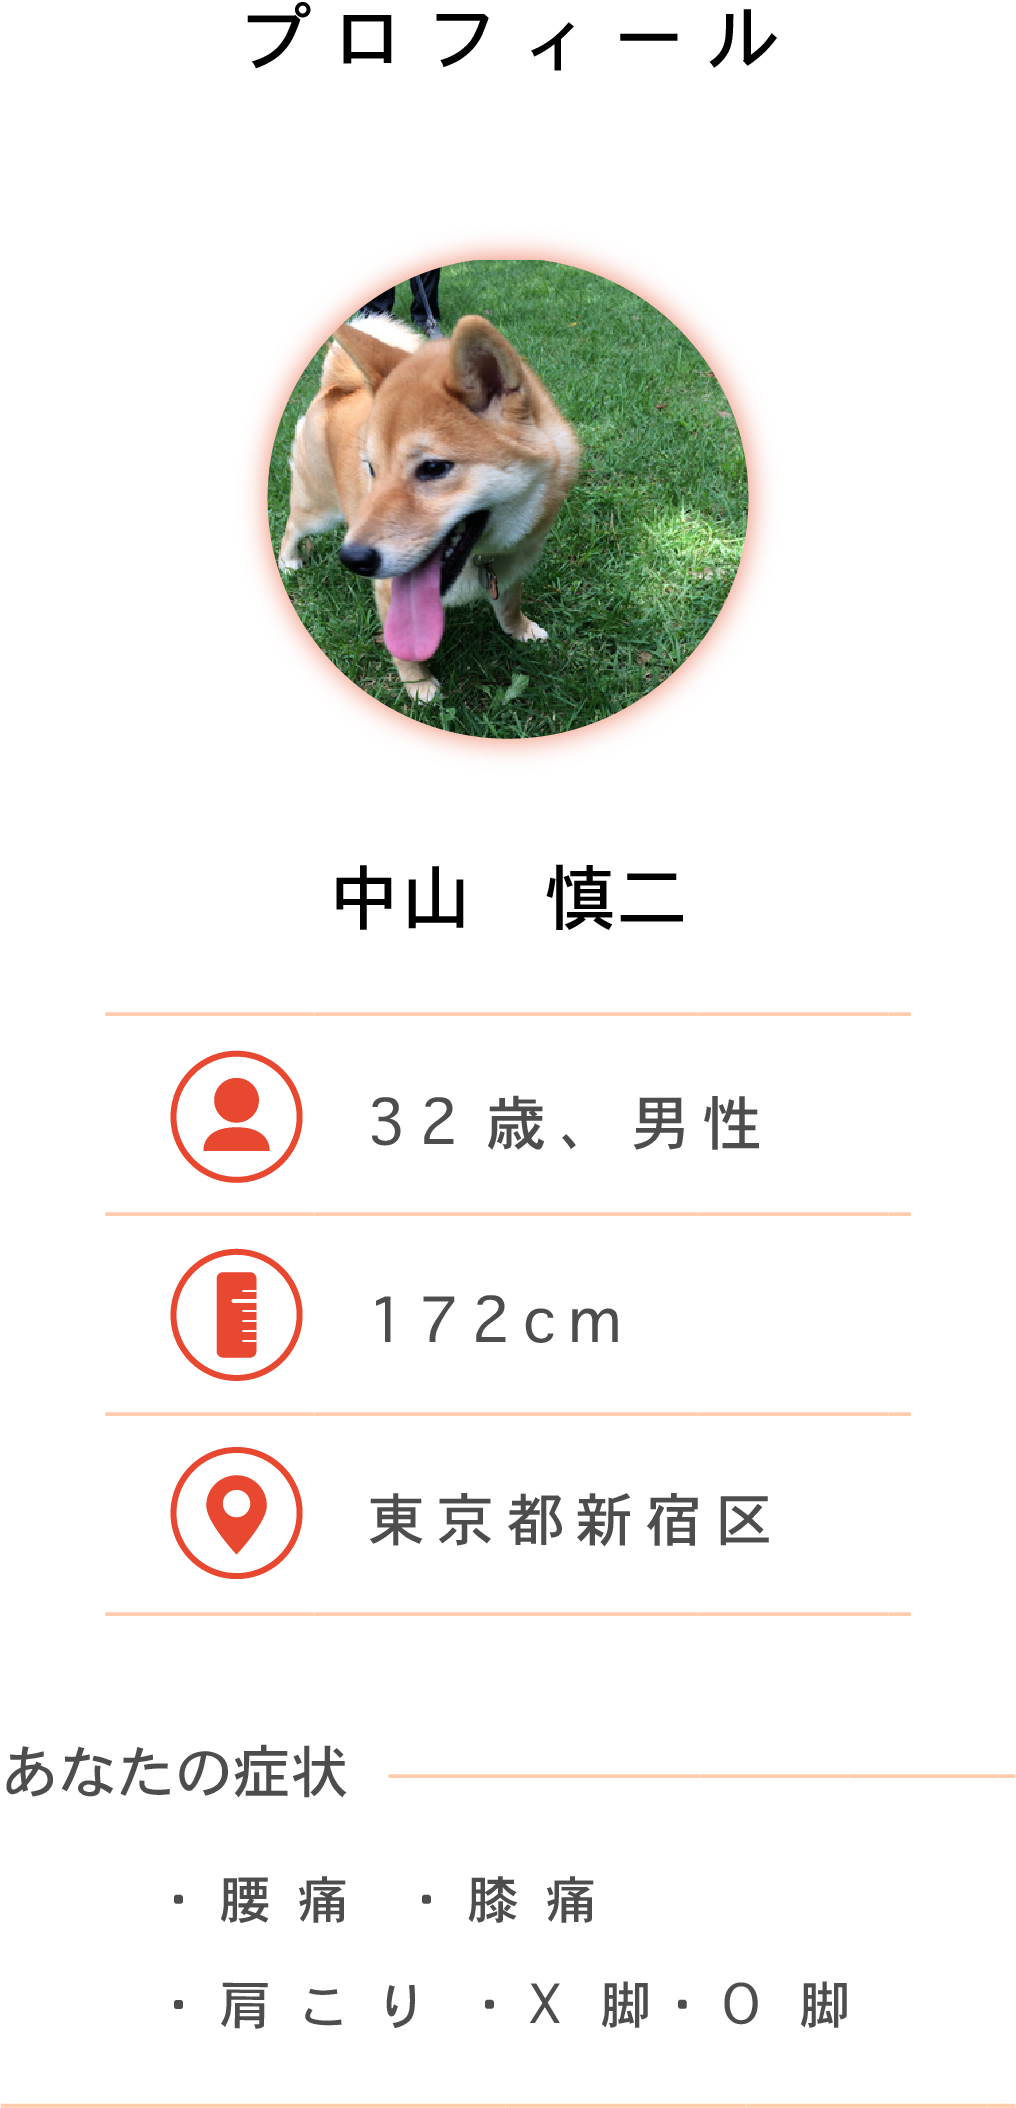 プロフィール
中山　慎二
32歳、男性
172cm
東京都新宿区
あなたの症状
・腰痛　・膝痛
・肩こり ・X脚・O脚